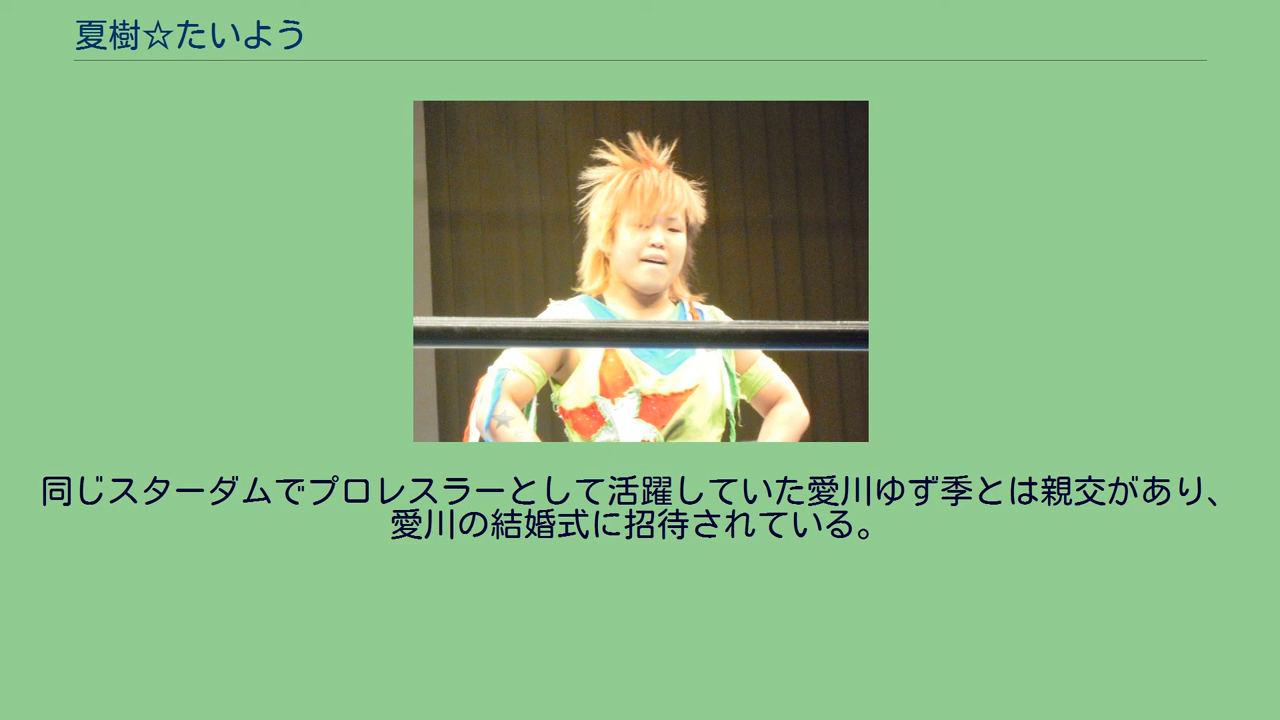 夏樹☆たいよう
同じスターダムでプロレスラーとして活躍していた愛川ゆず季とは親交があり、
愛川の結婚式に招待されている。